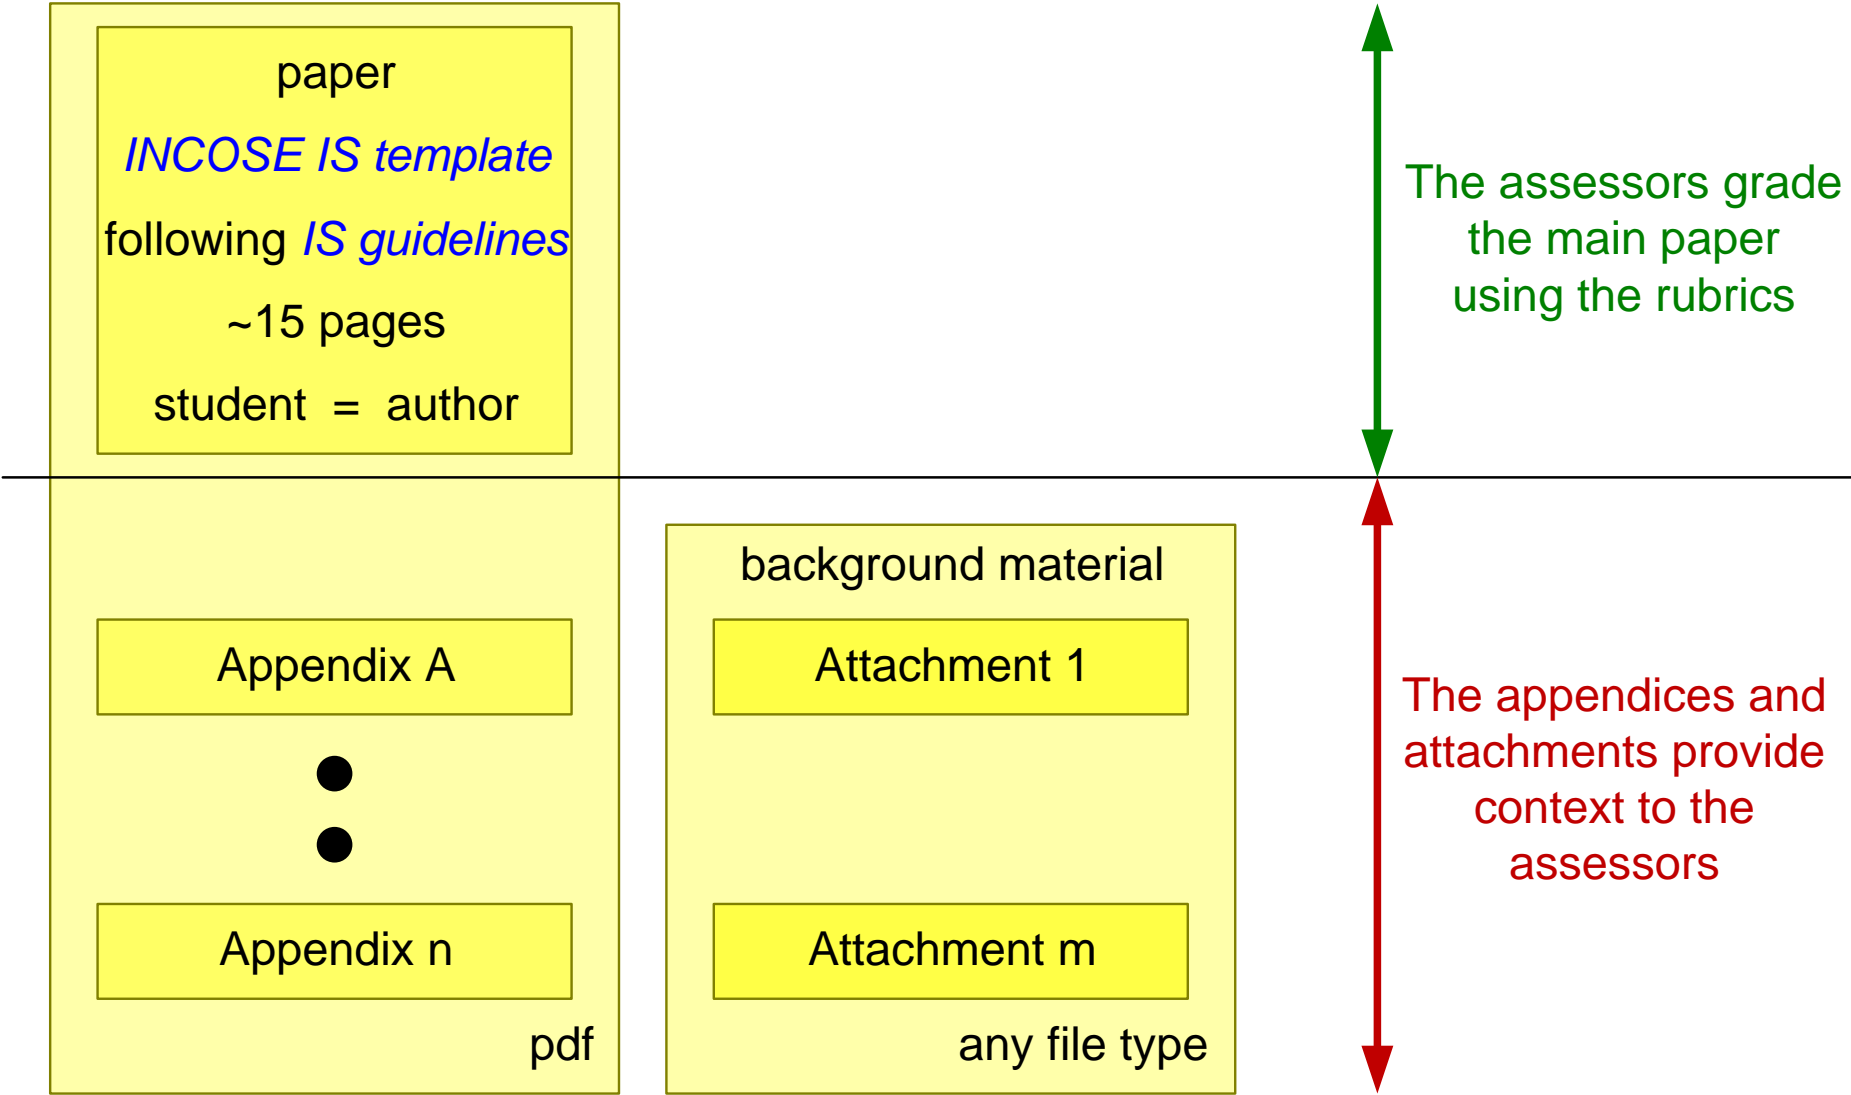 paper
INCOSE IS template
following IS guidelines
~15 pages
student = author
The assessors grade
the main paper
using the rubrics
Appendix A
Appendix n
pdf
background material
Attachment 1
Attachment m
any file type
The appendices and
attachments provide
context to the
assessors